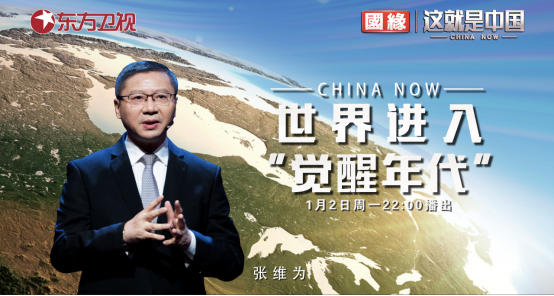 东方卫视
國緣 这就是中国
CHINA NOW
CHINA NOW
世界进入
“觉醒年代”
1月2日周一22:00播出
张维为